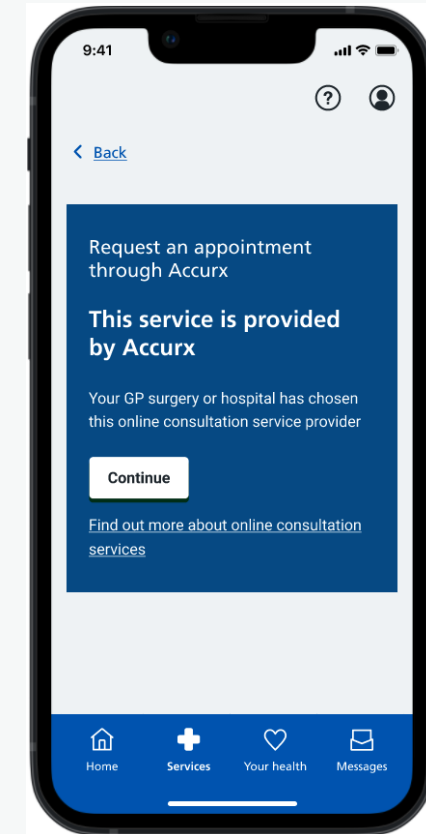 9:41
Back
Request an appointment
through Accurx
This service is provided
by Accurx
Your GP surgery or hospital has chosen
this online consultation service provider
Continue
Find out more about online consultation
services
Home Services Your health Messages